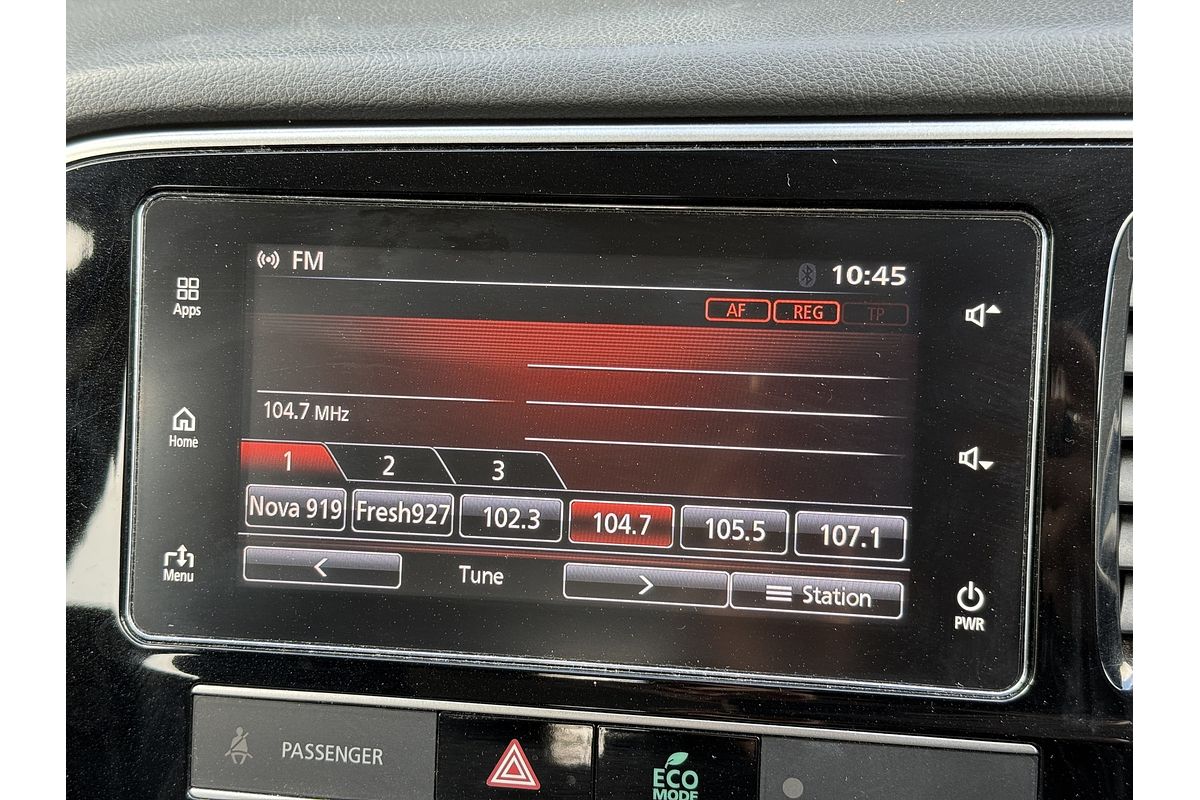 FM
10:45
AF REG TP
Apps
104.7 MHz
Home
1 2 3
Nova 919 Fresh927 102.3 104.7 105.5 107.1
< Tune > Station
Menu
PWR
PASSENGER
ECO
MODE